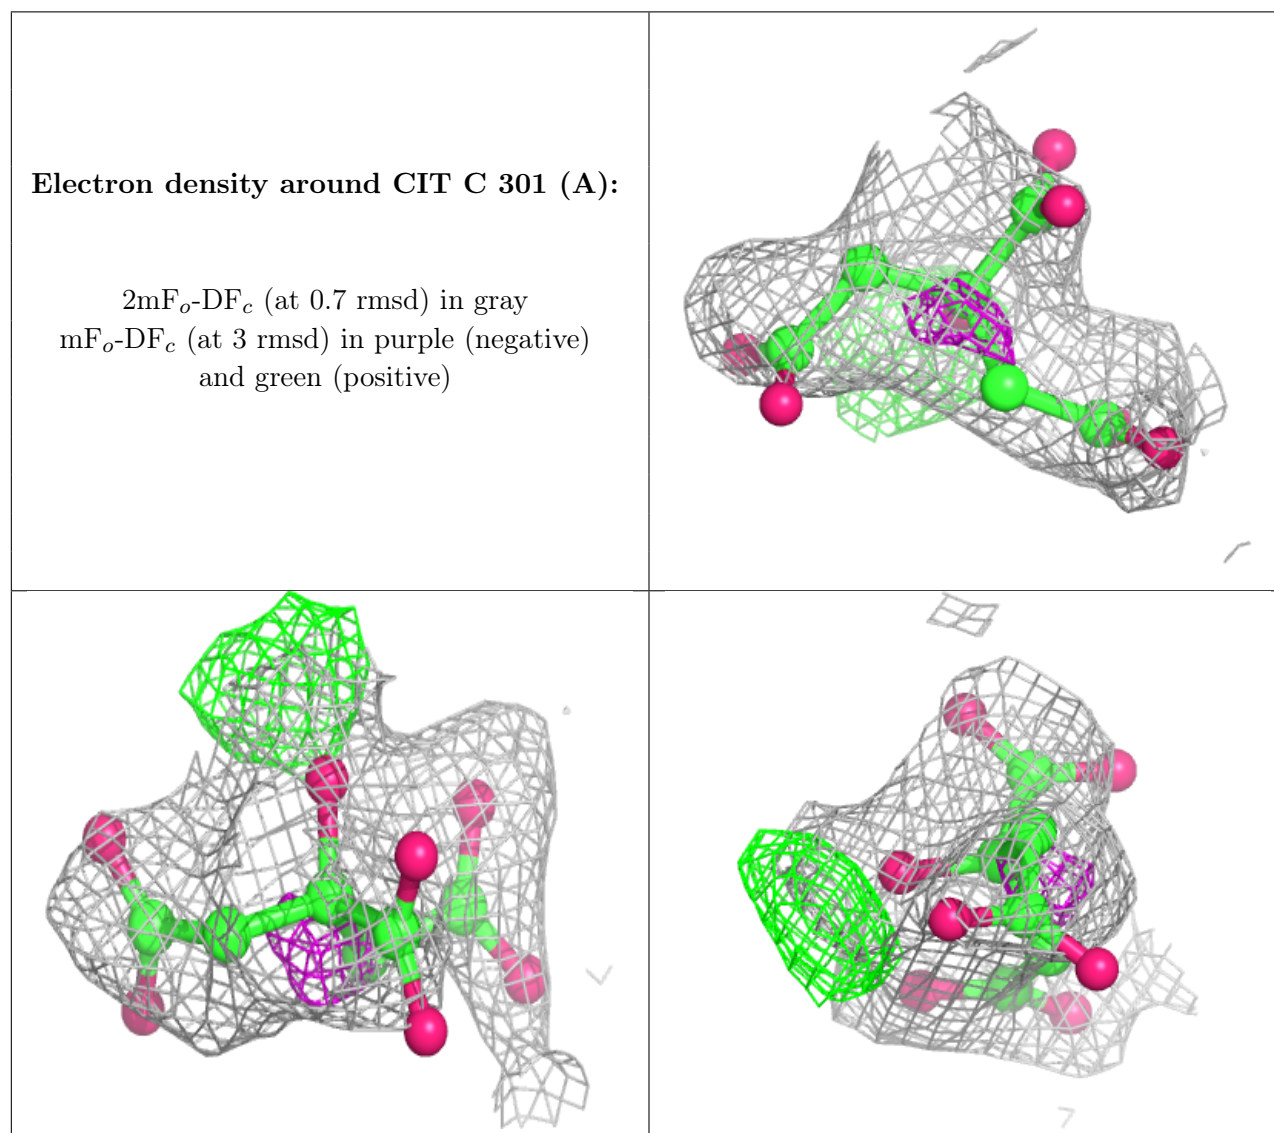 Electron density around CIT C 301 (A):
2mFo-DFc (at 0.7 rmsd) in gray
mFo-DFc (at 3 rmsd) in purple (negative)
and green (positive)